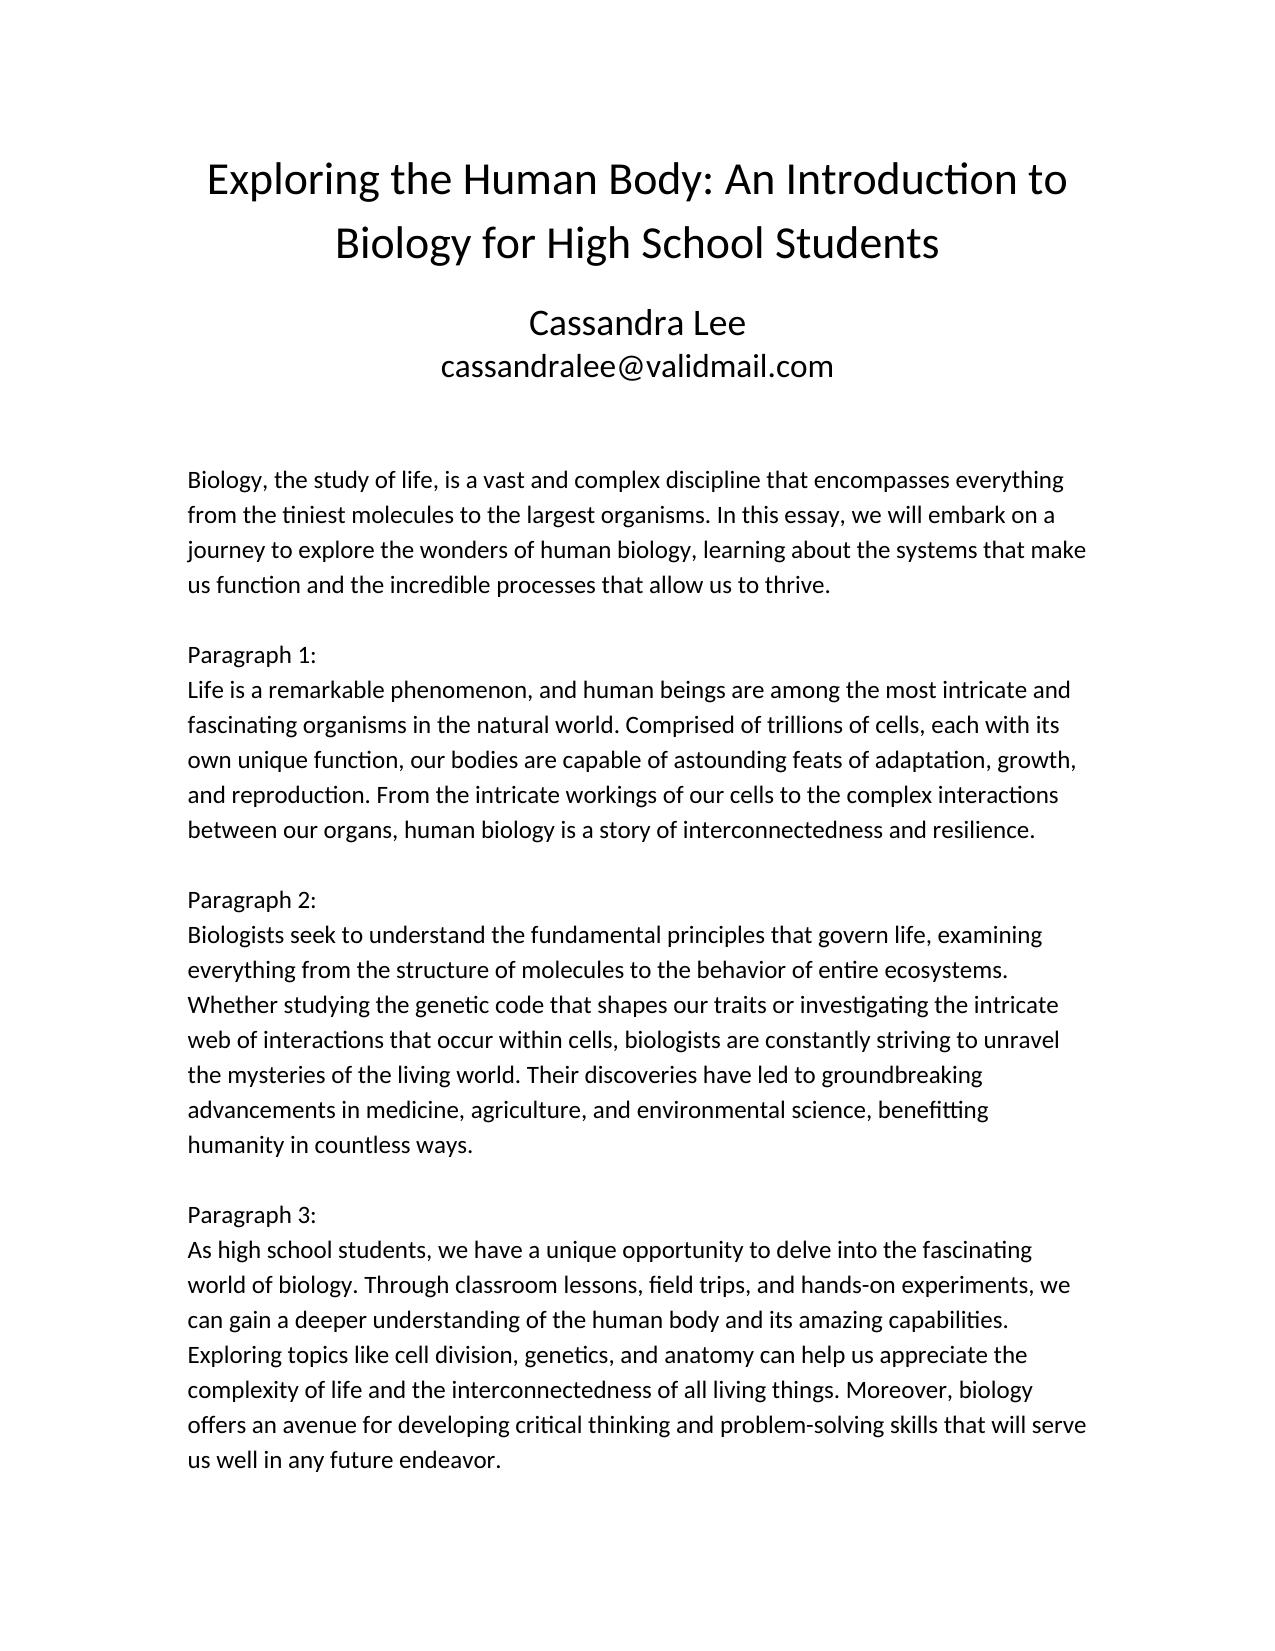 Exploring the Human Body: An Introduction to
Biology for High School Students
Cassandra Lee
cassandralee@validmail.com
Biology, the study of life, is a vast and complex discipline that encompasses everything
from the tiniest molecules to the largest organisms. In this essay, we will embark on a
journey to explore the wonders of human biology, learning about the systems that make
us function and the incredible processes that allow us to thrive.
Paragraph 1:
Life is a remarkable phenomenon, and human beings are among the most intricate and
fascinating organisms in the natural world. Comprised of trillions of cells, each with its
own unique function, our bodies are capable of astounding feats of adaptation, growth,
and reproduction. From the intricate workings of our cells to the complex interactions
between our organs, human biology is a story of interconnectedness and resilience.
Paragraph 2:
Biologists seek to understand the fundamental principles that govern life, examining
everything from the structure of molecules to the behavior of entire ecosystems.
Whether studying the genetic code that shapes our traits or investigating the intricate
web of interactions that occur within cells, biologists are constantly striving to unravel
the mysteries of the living world. Their discoveries have led to groundbreaking
advancements in medicine, agriculture, and environmental science, benefitting
humanity in countless ways.
Paragraph 3:
As high school students, we have a unique opportunity to delve into the fascinating
world of biology. Through classroom lessons, field trips, and hands-on experiments, we
can gain a deeper understanding of the human body and its amazing capabilities.
Exploring topics like cell division, genetics, and anatomy can help us appreciate the
complexity of life and the interconnectedness of all living things. Moreover, biology
offers an avenue for developing critical thinking and problem-solving skills that will serve
us well in any future endeavor.